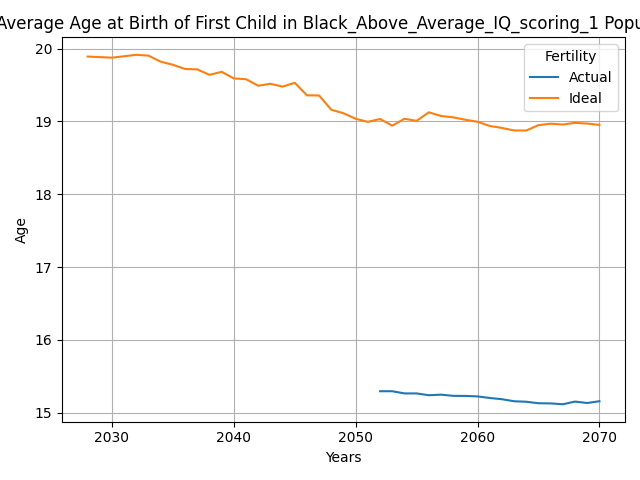 Average Age at Birth of First Child in Black_Above_Average_IQ_scoring_1 Popu
20
19
18
17
16
15
Age
Fertility
Actual
Ideal
2030
2040
2050
2060
2070
Years